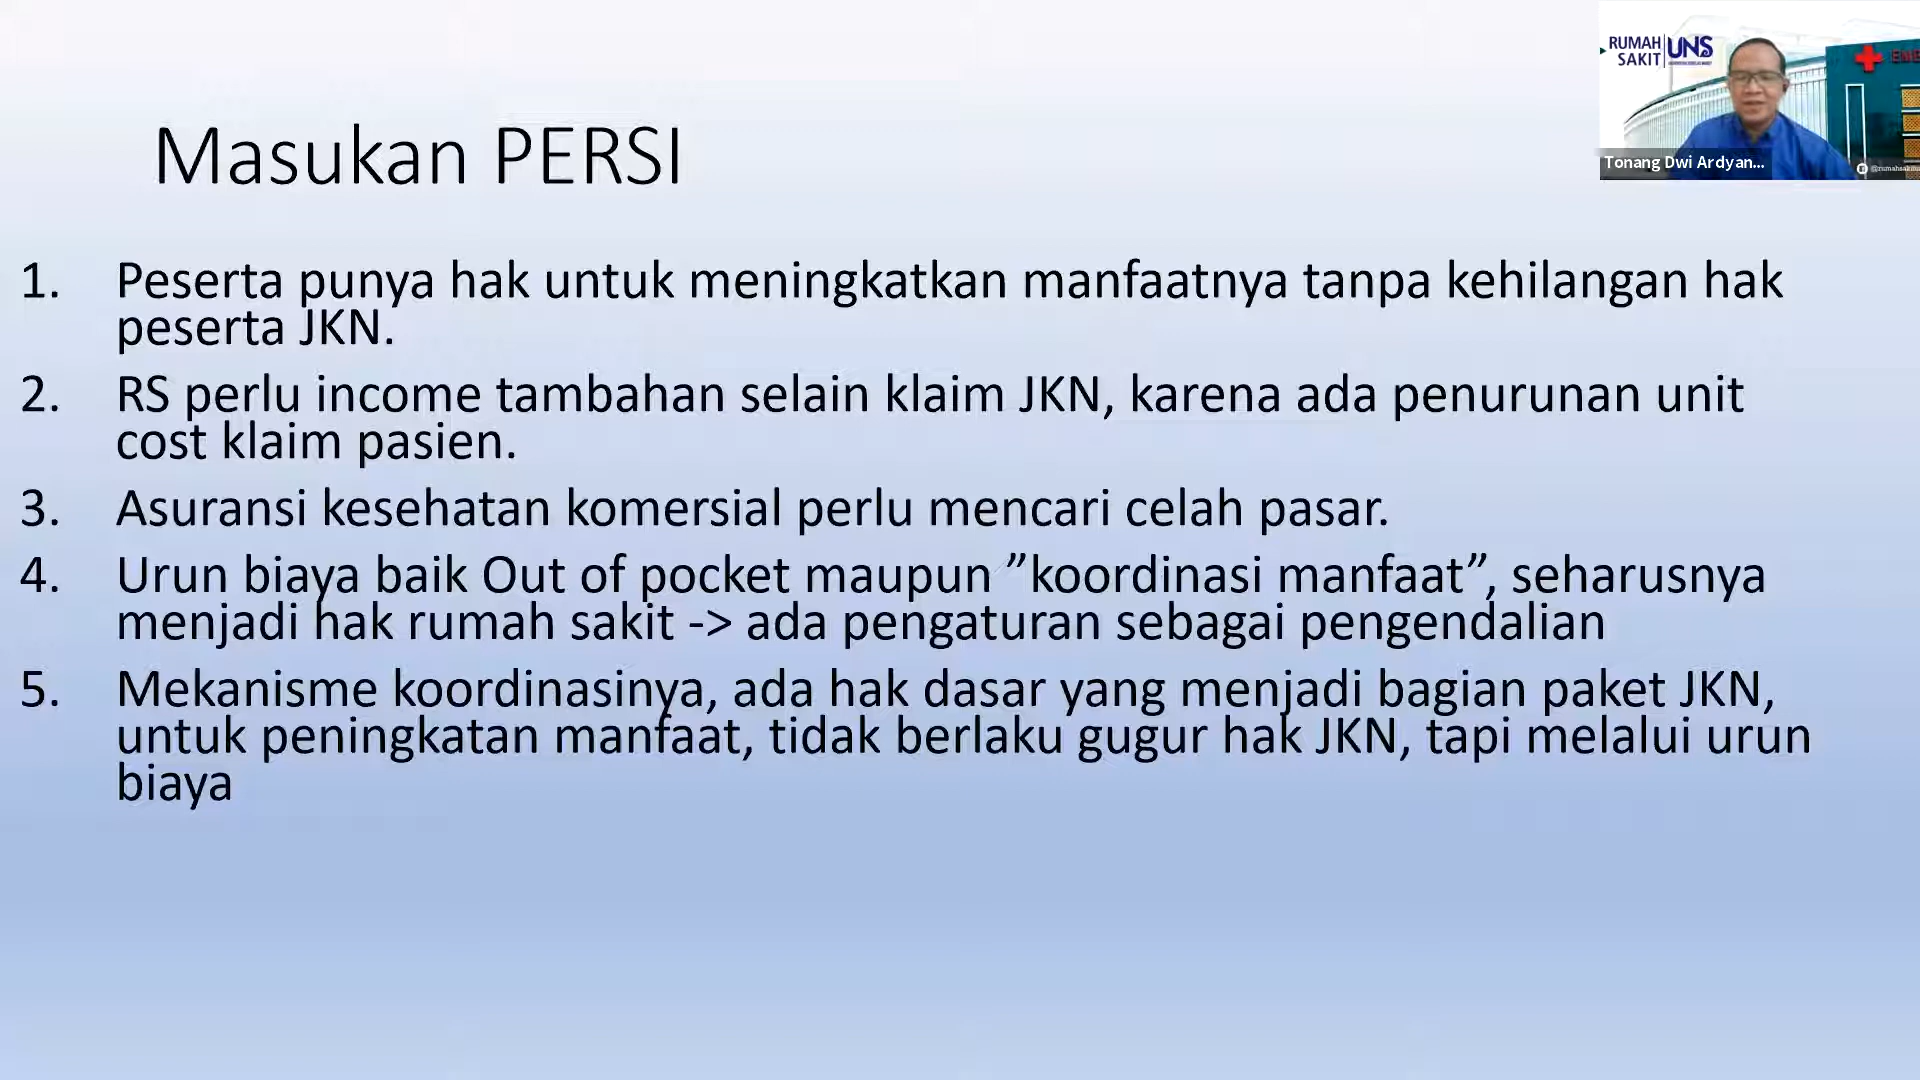 RUMAH
SAKIT
UNS
Tonang Dwi Ardyan...
Masukan PERSI
1. Peserta punya hak untuk meningkatkan manfaatnya tanpa kehilangan hak
peserta JKN.
2. RS perlu income tambahan selain klaim JKN, karena ada penurunan unit
cost klaim pasien.
3. Asuransi kesehatan komersial perlu mencari celah pasar.
4. Urun biaya baik Out of pocket maupun ”koordinasi manfaat”, seharusnya
menjadi hak rumah sakit -> ada pengaturan sebagai pengendalian
5. Mekanisme koordinasinya, ada hak dasar yang menjadi bagian paket JKN,
untuk peningkatan manfaat, tidak berlaku gugur hak JKN, tapi melalui urun
biaya